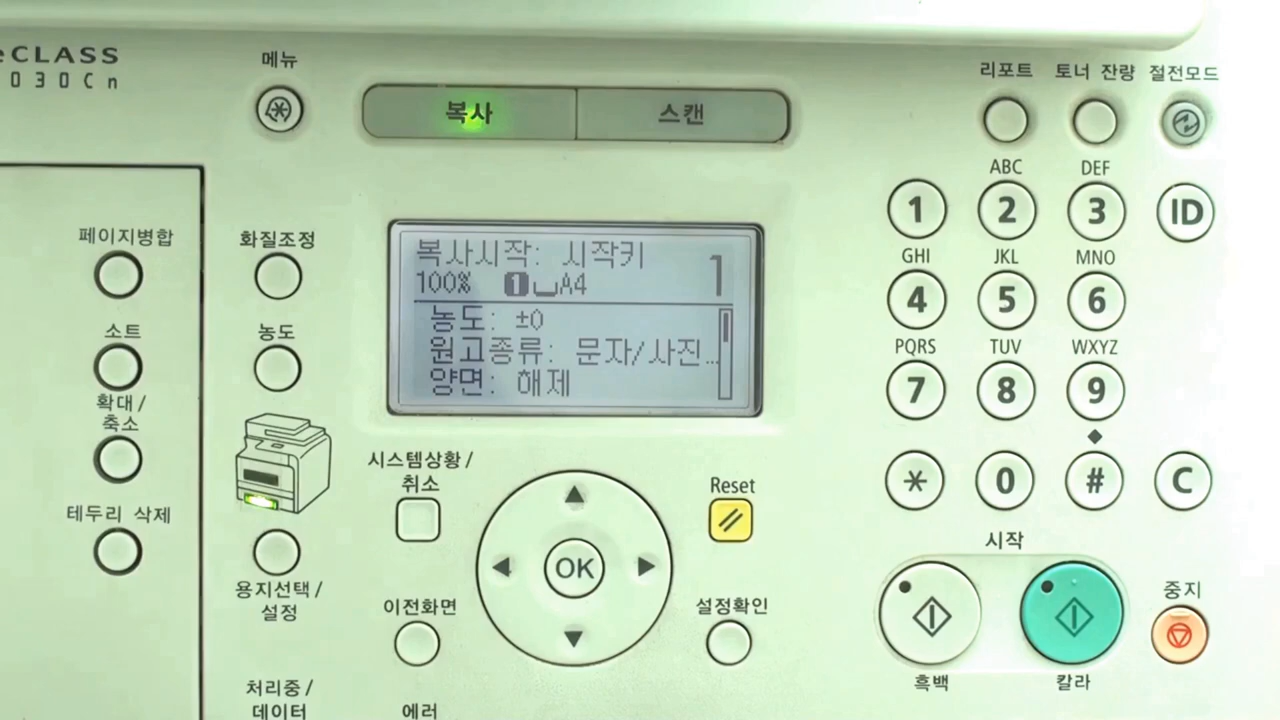 eCLASS
030Cn
메뉴
복사
스캔
리포트
토너 잔량
절전모드
페이지병합
소트
확대/
축소
테두리 삭제
화질조정
농도
용지선택/
설정
처리중/
데이터
복사시작: 시작키
1
100% 1 A4
농도: ±0
원고종류: 문자/사진…
양면: 해제
시스템상황/
취소
Reset
OK
이전화면
설정확인
에러
ABC
DEF
1
2
3
ID
GHI
JKL
MNO
4
5
6
PQRS
TUV
WXYZ
7
8
9
*
0
#
C
시작
흑백
칼라
중지